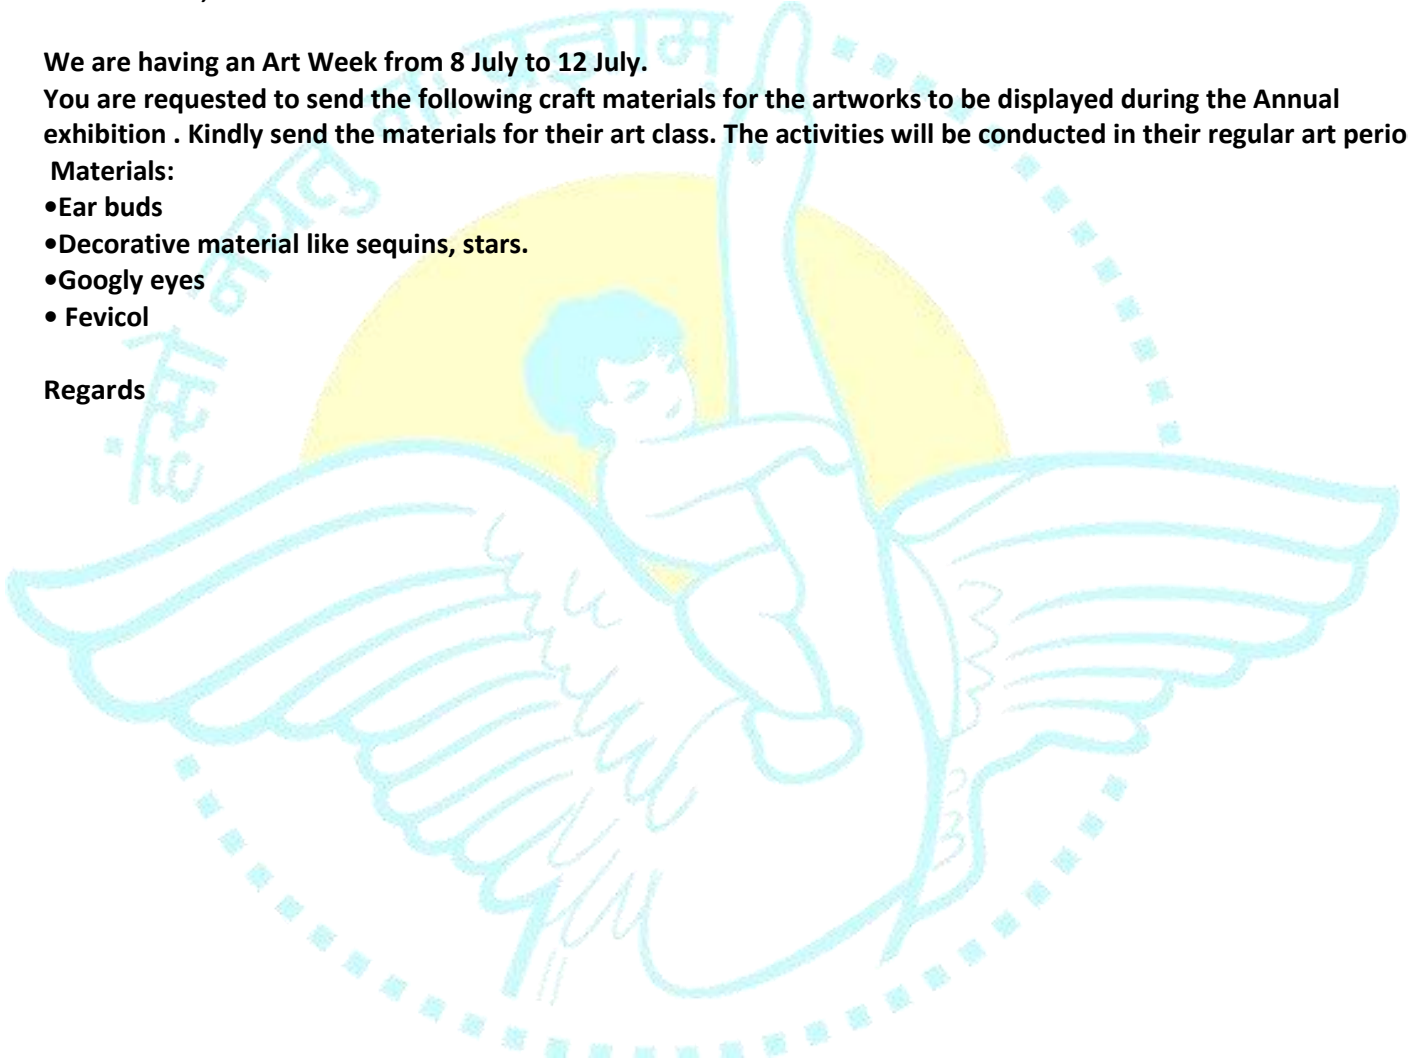 We are having an Art Week from 8 July to 12 July.
You are requested to send the following craft materials for the artworks to be displayed during the Annual
exhibition . Kindly send the materials for their art class. The activities will be conducted in their regular art perio
Materials:
•Ear buds
•Decorative material like sequins, stars.
•Googly eyes
• Fevicol
Regards
हंसो नयतु नः प्रज्ञाम्